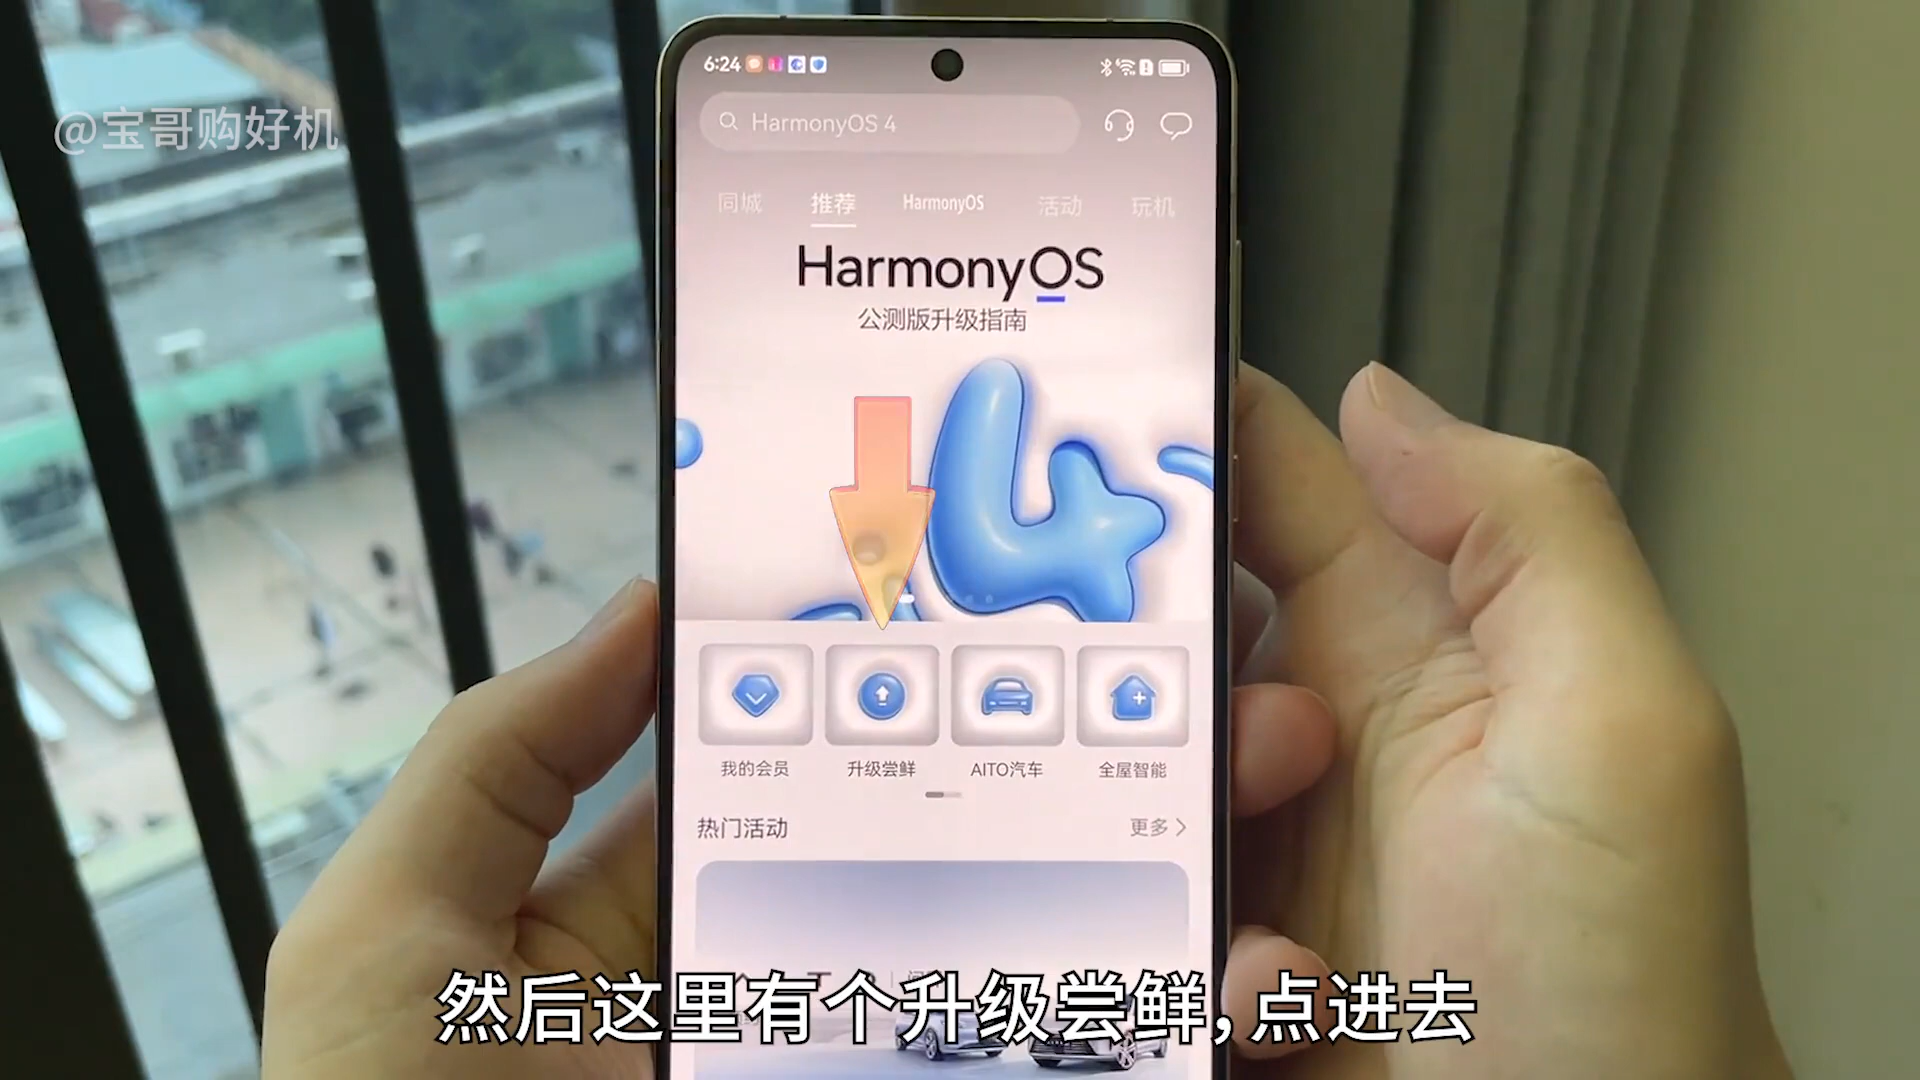 @宝哥购好机
6:24
HarmonyOS 4
同城 推荐 HarmonyOS 活动 玩机
HarmonyOS
公测版升级指南
我的会员 升级尝鲜 AITO汽车 全屋智能
热门活动 更多
然后这里有个升级尝鲜,点进去